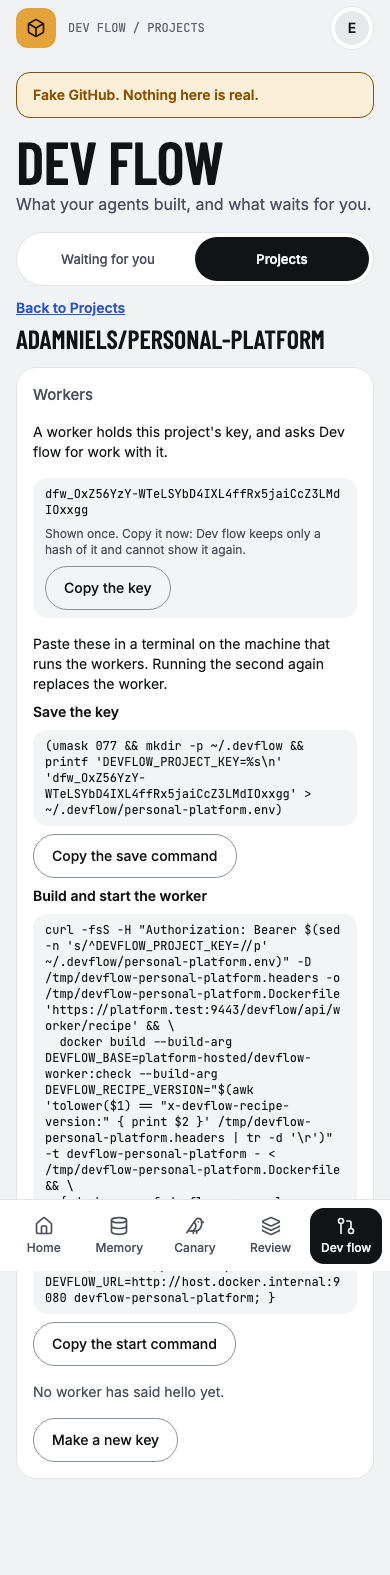 DEV FLOW / PROJECTS
E
Fake GitHub. Nothing here is real.
DEV FLOW
What your agents built, and what waits for you.
Waiting for you
Projects
Back to Projects
ADAMNIELS/PERSONAL-PLATFORM
Workers
A worker holds this project's key, and asks Dev
flow for work with it.
dfw_OxZ56YzY-WTeLSYbD4IXL4ffRx5jaiCcZ3LMd
IOxxgg
Shown once. Copy it now: Dev flow keeps only a
hash of it and cannot show it again.
Copy the key
Paste these in a terminal on the machine that
runs the workers. Running the second again
replaces the worker.
Save the key
(umask 077 && mkdir -p ~/.devflow &&
printf 'DEVFLOW_PROJECT_KEY=%s\n'
'dfw_OxZ56YzY-
WTeLSYbD4IXL4ffRx5jaiCcZ3LMdIOxxgg' >
~/.devflow/personal-platform.env)
Copy the save command
Build and start the worker
curl -fsS -H "Authorization: Bearer $(sed
-n 's/^DEVFLOW_PROJECT_KEY=//p'
~/.devflow/personal-platform.env)" -D
/tmp/devflow-personal-platform.headers -o
/tmp/devflow-personal-platform.Dockerfile
'https://platform.test:9443/devflow/api/w
orker/recipe' && \
docker build --build-arg
DEVFLOW_BASE=platform-hosted/devflow-
worker:check --build-arg
DEVFLOW_RECIPE_VERSION="$(awk
'tolower($1) == "x-devflow-recipe-
version:" { print $2 }' /tmp/devflow-
personal-platform.headers | tr -d '\r')"
-t devflow-personal-platform - <
/tmp/devflow-personal-platform.Dockerfile
&& \
Home
Memory
Canary
Review
Dev flow
DEVFLOW_URL=http://host.docker.internal:9
080 devflow-personal-platform; }
Copy the start command
No worker has said hello yet.
Make a new key